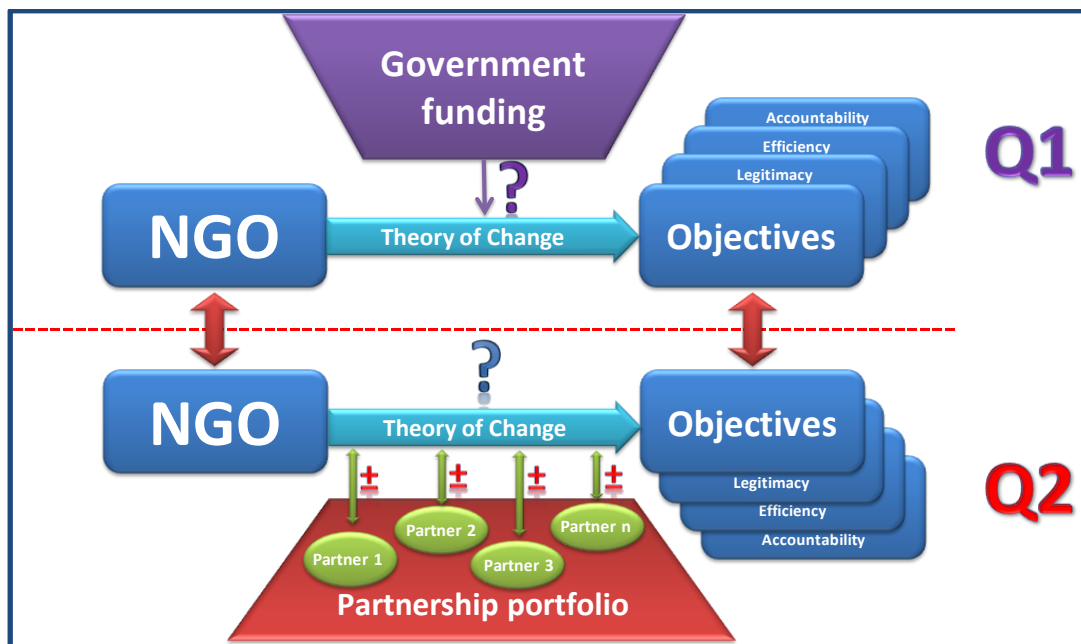 Government
funding
Accountability
Efficiency
Legitimacy
Q1
?
NGO
Theory of Change
Objectives
?
NGO
Theory of Change
Objectives
± ± ± ±
Legitimacy
Efficiency
Accountability
Q2
Partner 1
Partner 2
Partner 3
Partner n
Partnership portfolio